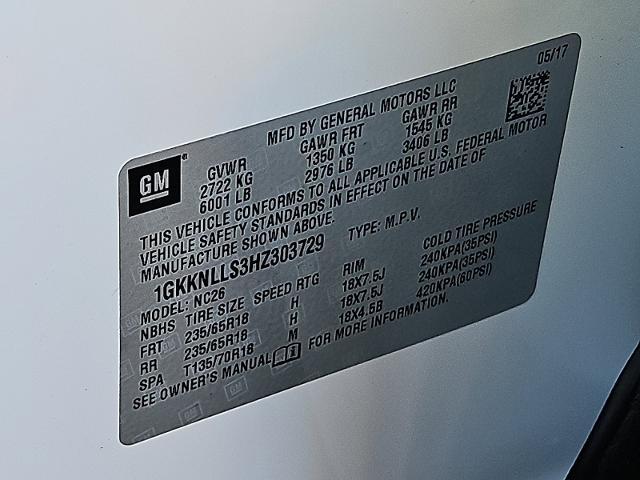 05/17
MFD BY GENERAL MOTORS LLC
GM
GVWR GAWR FRT GAWR RR
2722 KG 1350 KG 1545 KG
6001 LB 2976 LB 3406 LB
THIS VEHICLE CONFORMS TO ALL APPLICABLE U.S. FEDERAL MOTOR
VEHICLE SAFETY STANDARDS IN EFFECT ON THE DATE OF
MANUFACTURE SHOWN ABOVE.
1GKKNLLS3HZ303729 TYPE: M.P.V.
MODEL: NC26
NBHS TIRE SIZE SPEED RTG RIM COLD TIRE PRESSURE
FRT 235/65R18 H 18X7.5J 240KPA(35PSI)
RR 235/65R18 H 18X7.5J 240KPA(35PSI)
SPA T135/70R18 M 18X4.5B 420KPA(60PSI)
SEE OWNER'S MANUAL FOR MORE INFORMATION.